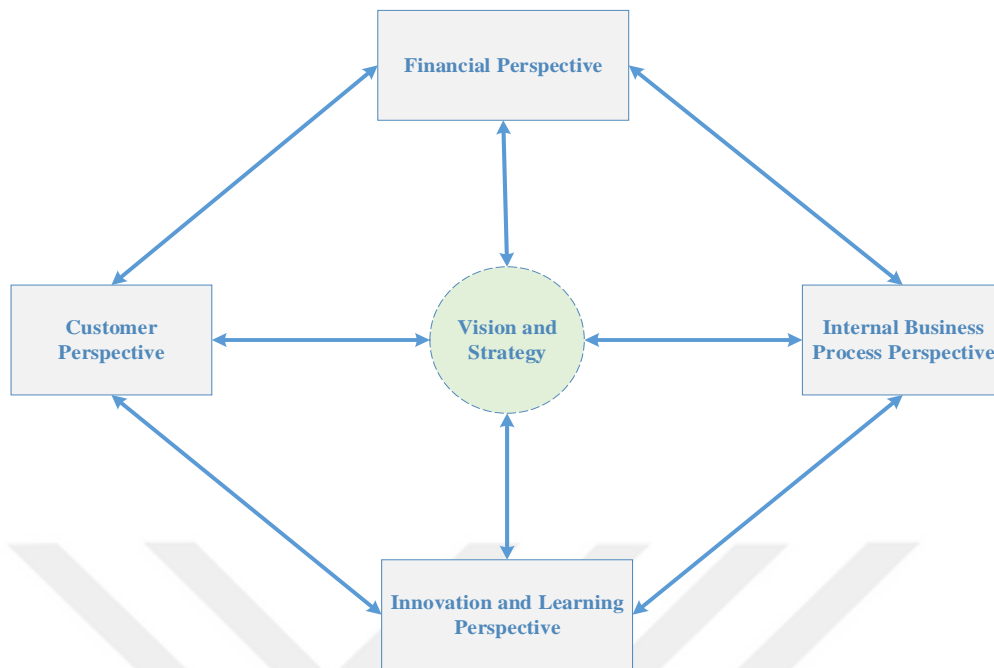 Financial Perspective
Customer
Perspective
Vision and
Strategy
Internal Business
Process Perspective
Innovation and Learning
Perspective